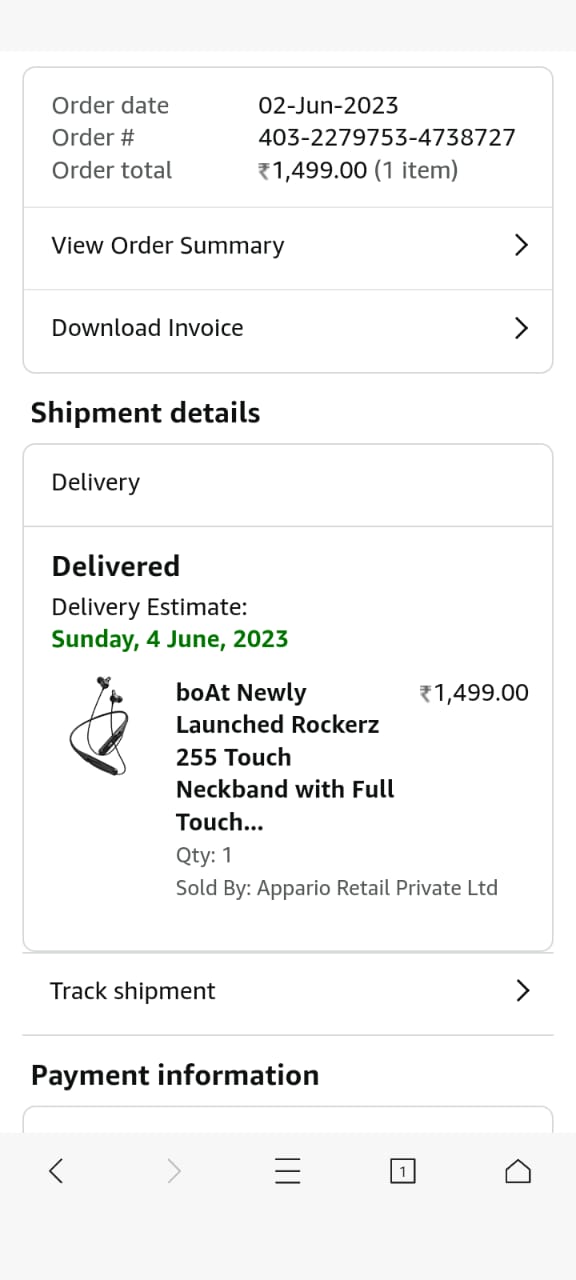 Order date 02-Jun-2023
Order # 403-2279753-4738727
Order total ₹1,499.00 (1 item)
View Order Summary
Download Invoice
Shipment details
Delivery
Delivered
Delivery Estimate:
Sunday, 4 June, 2023
boAt Newly ₹1,499.00
Launched Rockerz
255 Touch
Neckband with Full
Touch...
Qty: 1
Sold By: Appario Retail Private Ltd
Track shipment
Payment information
1